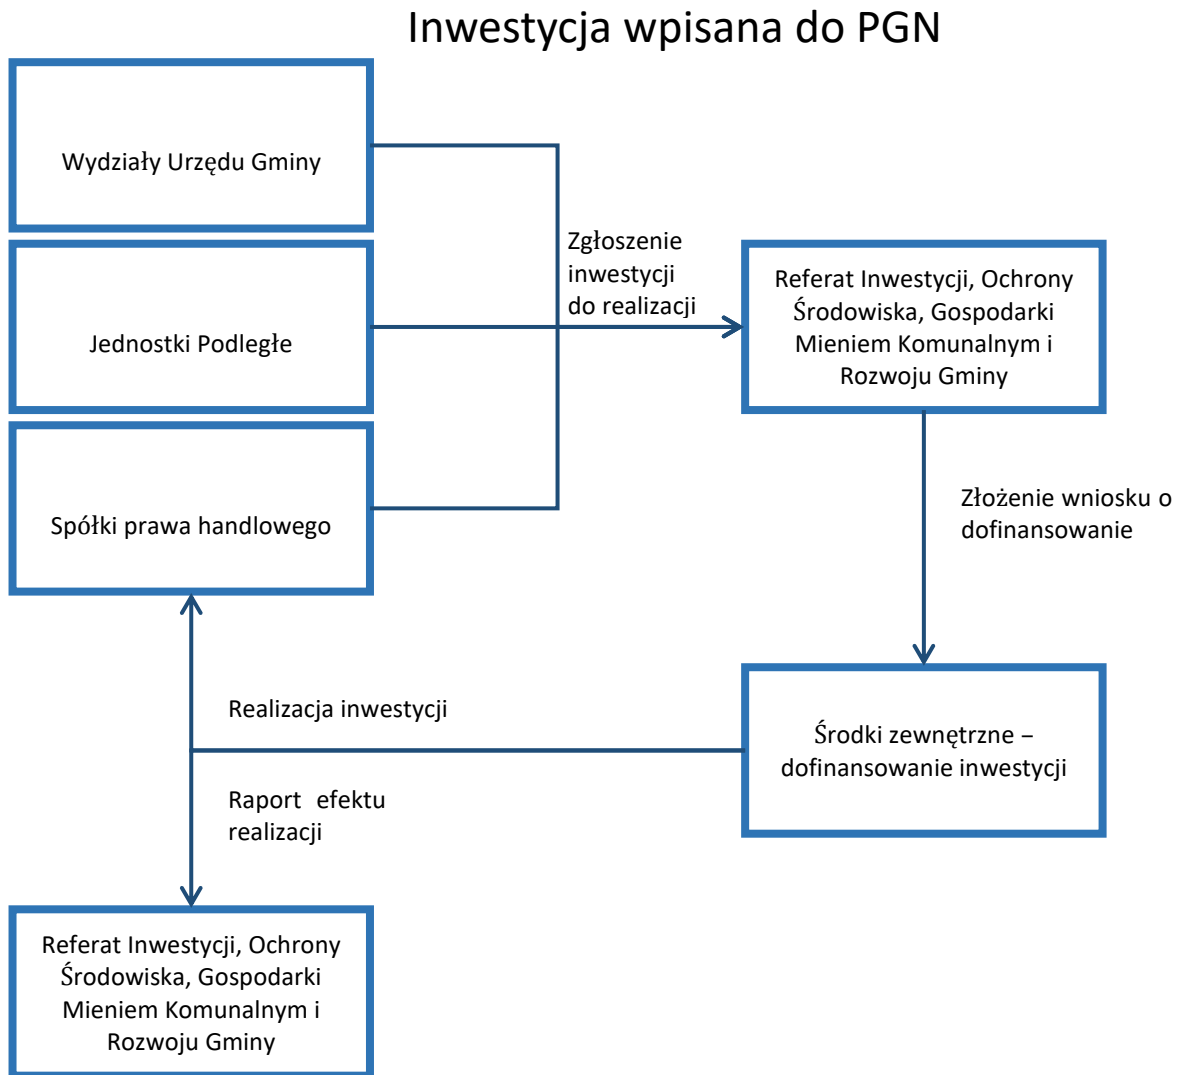 Inwestycja wpisana do PGN
Wydziały Urzędu Gminy
Zgłoszenie
inwestycji
do realizacji
Jednostki Podległe
Referat Inwestycji, Ochrony
Środowiska, Gospodarki
Mieniem Komunalnym i
Rozwoju Gminy
Spółki prawa handlowego
Złożenie wniosku o
dofinansowanie
Realizacja inwestycji
Środki zewnętrzne –
dofinansowanie inwestycji
Raport efektu
realizacji
Referat Inwestycji, Ochrony
Środowiska, Gospodarki
Mieniem Komunalnym i
Rozwoju Gminy